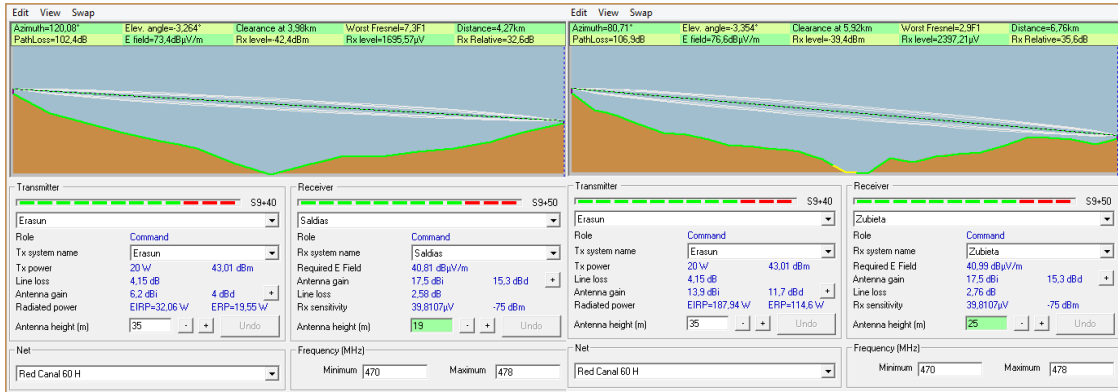 Edit View Swap
Azimuth=120,08° Elev. angle=-3,264° Clearance at 3,98km Worst Fresnel=7,3F1 Distance=4,27km
PathLoss=102,4dB E field=73,4dBµV/m Rx level=-42,4dBm Rx level=1695,57µV Rx Relative=32,6dB
Transmitter
S9+40
Erasun
Role Command
Tx system name Erasun
Tx power 20 W 43,01 dBm
Line loss 4,15 dB
Antenna gain 6,2 dBi 4 dBd +
Radiated power EIRP=32,06 W ERP=19,55 W
Antenna height (m) 35 - + Undo
Receiver
S9+50
Saldias
Role Command
Rx system name Saldias
Required E Field 40,81 dBµV/m
Antenna gain 17,5 dBi 15,3 dBd +
Line loss 2,58 dB
Rx sensitivity 39,8107µV -75 dBm
Antenna height (m) 19 - + Undo
Net
Red Canal 60 H
Frequency (MHz)
Minimum 470 Maximum 478
Edit View Swap
Azimuth=80,71° Elev. angle=-3,354° Clearance at 5,92km Worst Fresnel=2,9F1 Distance=6,76km
PathLoss=106,9dB E field=76,6dBµV/m Rx level=-39,4dBm Rx level=2397,21µV Rx Relative=35,6dB
Transmitter
S9+40
Erasun
Role Command
Tx system name Erasun
Tx power 20 W 43,01 dBm
Line loss 4,15 dB
Antenna gain 13,9 dBi 11,7 dBd +
Radiated power EIRP=187,94 W ERP=114,6 W
Antenna height (m) 35 - + Undo
Receiver
S9+50
Zubieta
Role Command
Rx system name Zubieta
Required E Field 40,99 dBµV/m
Antenna gain 17,5 dBi 15,3 dBd +
Line loss 2,76 dB
Rx sensitivity 39,8107µV -75 dBm
Antenna height (m) 25 - + Undo
Net
Red Canal 60 H
Frequency (MHz)
Minimum 470 Maximum 478